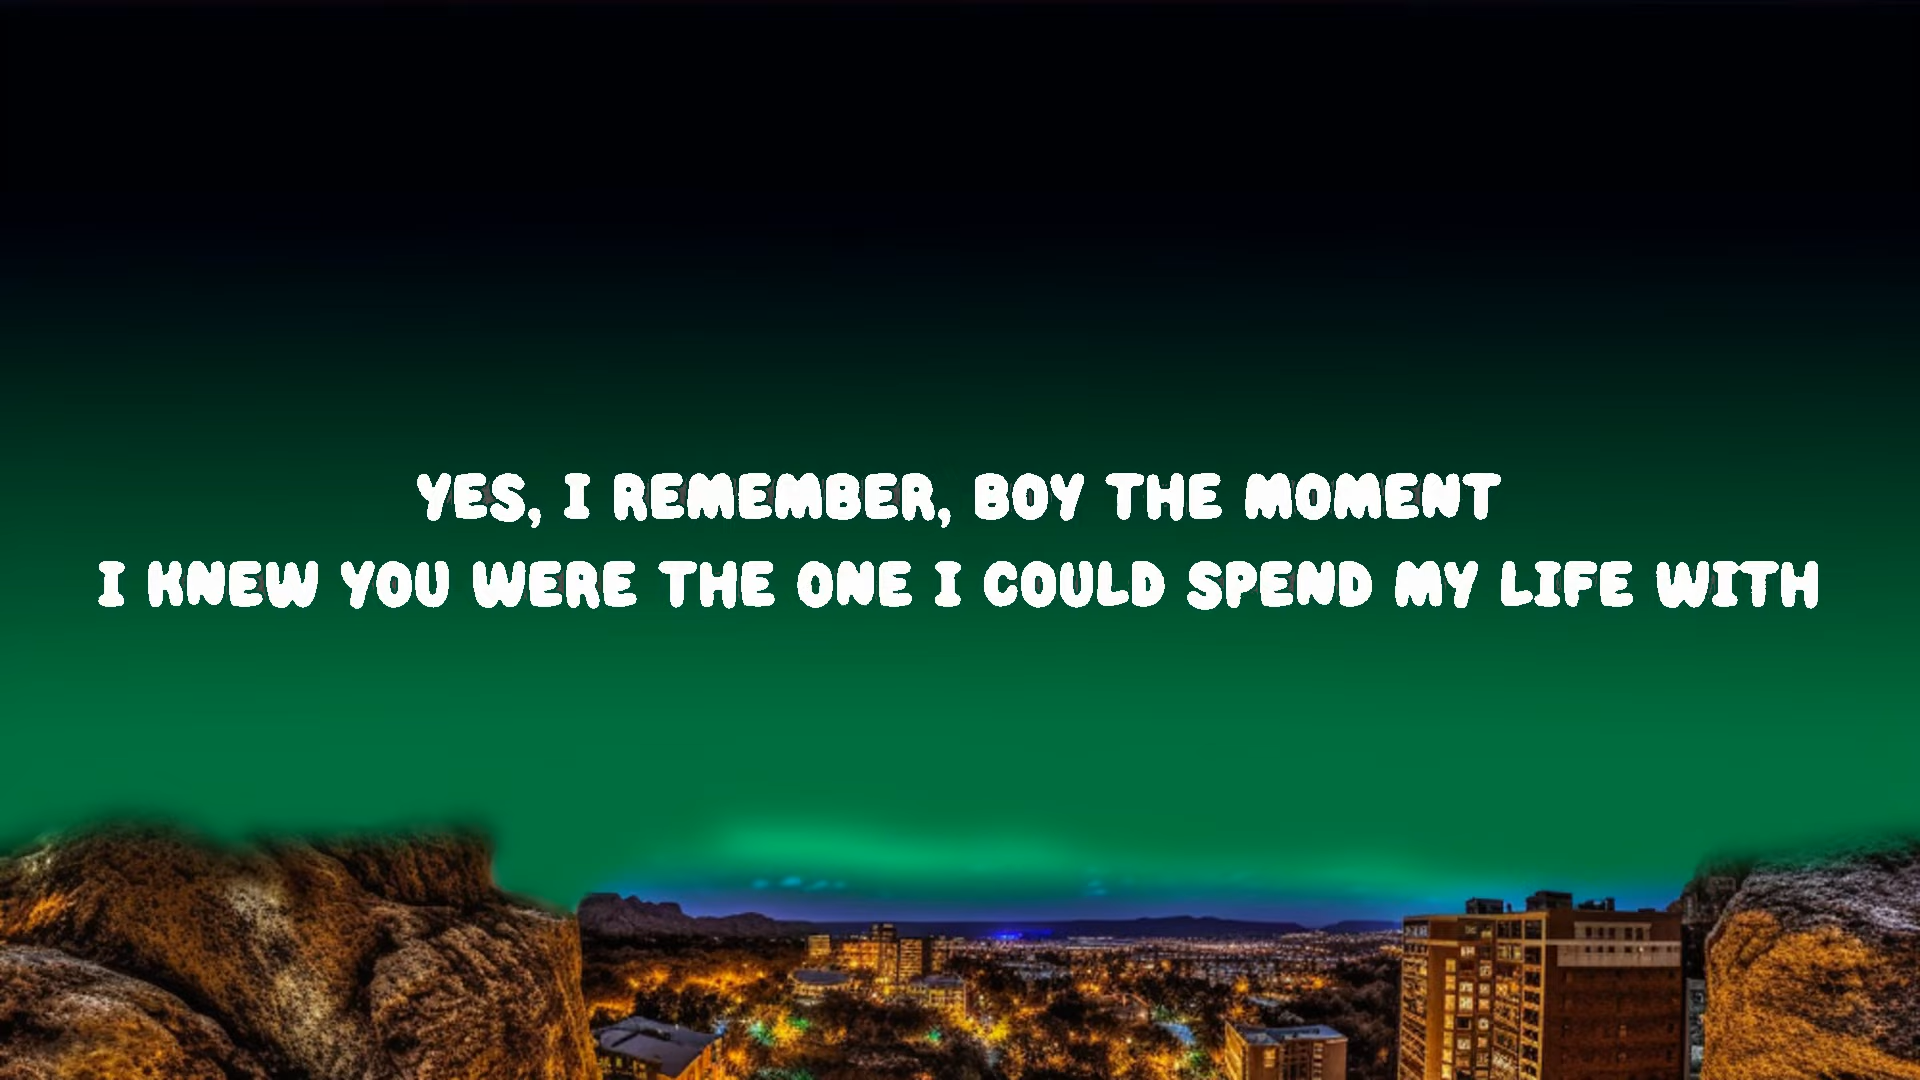 YES, I REMEMBER, BOY THE MOMENT
I KNEW YOU WERE THE ONE I COULD SPEND MY LIFE WITH